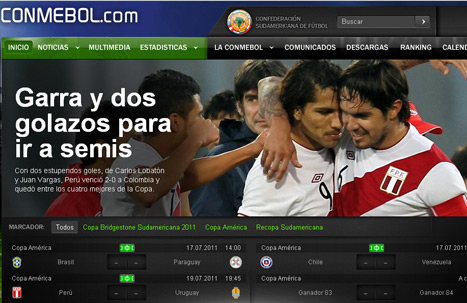 CONMEBOL.com
CONFEDERACIÓN
SUDAMERICANA DE FÚTBOL
Buscar
INICIO NOTICIAS MULTIMEDIA ESTADISTICAS LA CONMEBOL COMUNICADOS DESCARGAS RANKING CALEN
Garra y dos
golazos para
ir a semis
Con dos estupendos goles, de Carlos Lobatón
y Juan Vargas, Perú venció 2-0 a Colombia y
quedó entre los cuatro mejores de la Copa.
F P F
MARCADOR: Todos Copa Bridgestone Sudamericana 2011 Copa América Recopa Sudamericana
Copa América 17.07.2011 14:00 Copa América 17.07.2011
Brasil - - Paraguay Chile - - Venezuela
Copa América 19.07.2011 19:45 Copa América
Perú - - Uruguay Ganador S3 - - Ganador S4